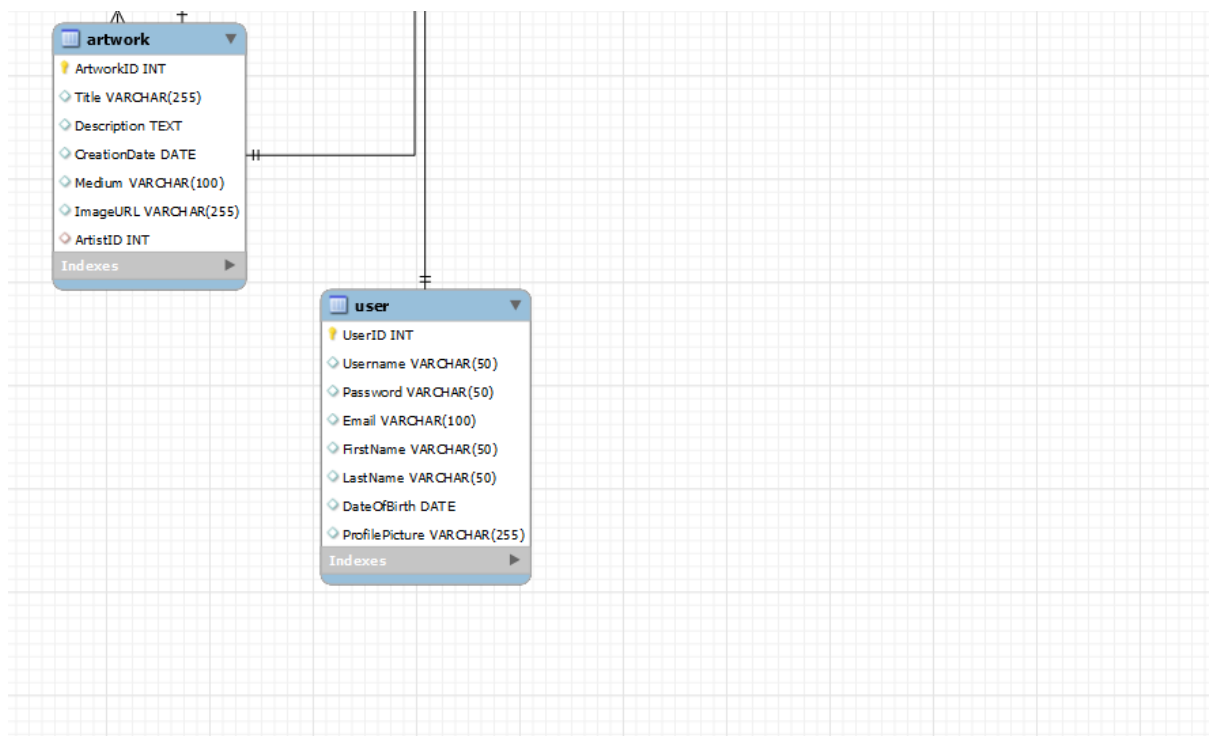 artwork
ArtworkID INT
Title VARCHAR(255)
Description TEXT
CreationDate DATE
Medium VARCHAR(100)
ImageURL VARCHAR(255)
ArtistID INT
Indexes
user
UserID INT
Username VARCHAR(50)
Password VARCHAR(50)
Email VARCHAR(100)
FirstName VARCHAR(50)
LastName VARCHAR(50)
DateOfBirth DATE
ProfilePicture VARCHAR(255)
Indexes